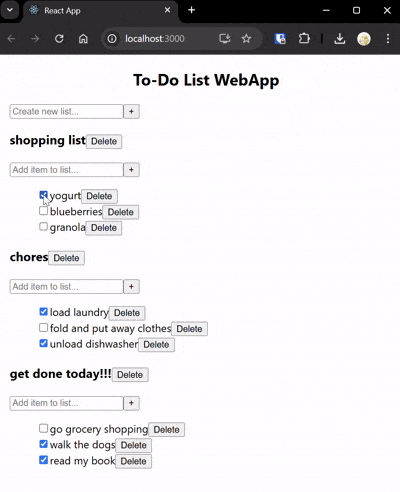 React App
localhost:3000
To-Do List WebApp
Create new list... +
shopping list Delete
Add item to list... +
yogurt Delete
blueberries Delete
granola Delete
chores Delete
Add item to list... +
load laundry Delete
fold and put away clothes Delete
unload dishwasher Delete
get done today!!! Delete
Add item to list... +
go grocery shopping Delete
walk the dogs Delete
read my book Delete